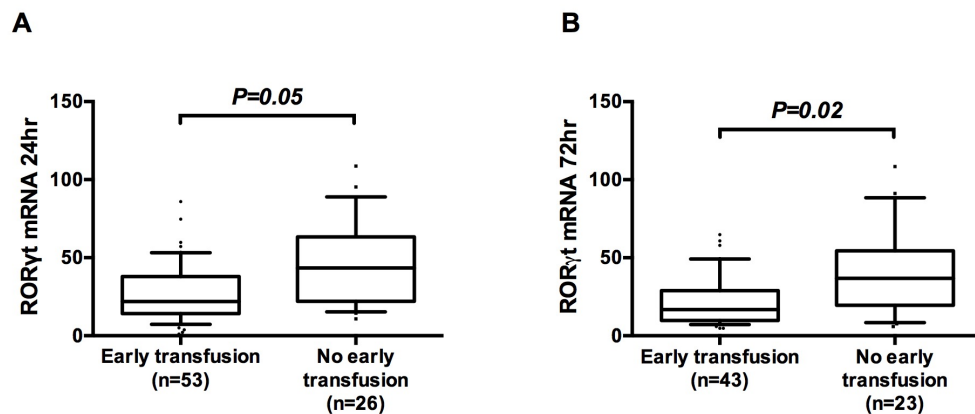 A
RORγt mRNA 24hr
150
100
50
0
P=0.05
Early transfusion
(n=53)
No early
transfusion
(n=26)
B
RORγt mRNA 72hr
150
100
50
0
P=0.02
Early transfusion
(n=43)
No early
transfusion
(n=23)